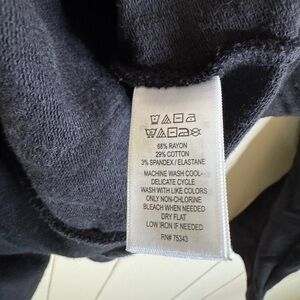 68% RAYON
29% COTTON
3% SPANDEX / ELASTANE
MACHINE WASH COOL-
DELICATE CYCLE
WASH WITH LIKE COLORS
ONLY NON-CHLORINE
BLEACH WHEN NEEDED
DRY FLAT
LOW IRON IF NEEDED
RN# 75343